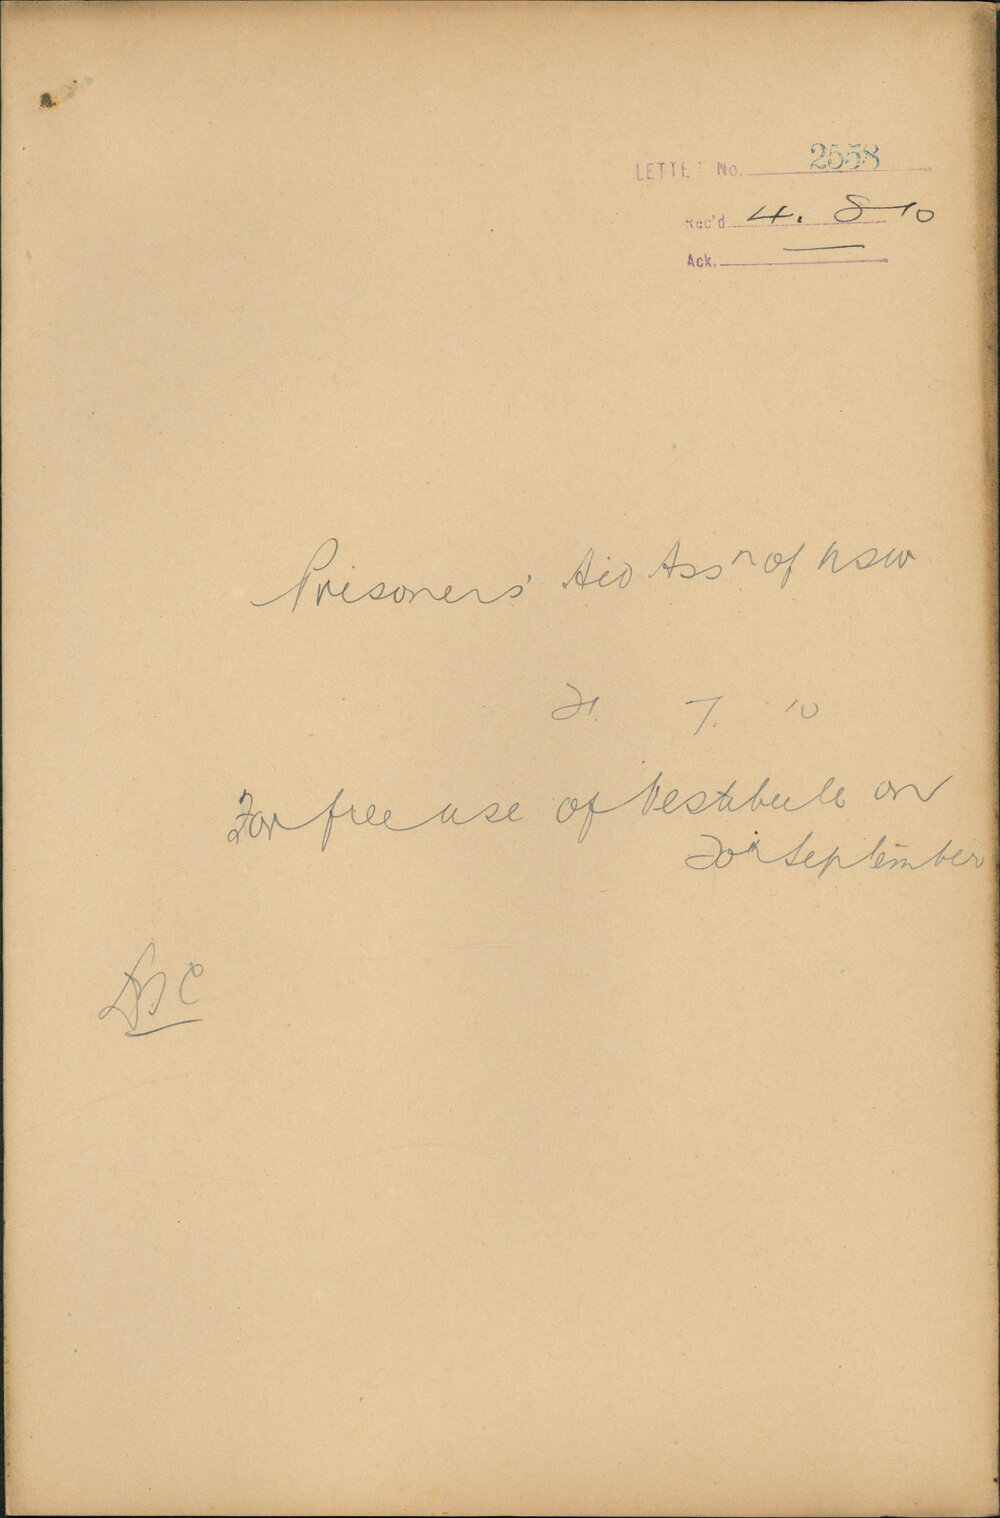 LETTER No. 2558
Rec'd 4. 8 10
Ack. —
Prisoners' Aid Assn of NSW
21. 7. 10
For free use of Vestibule on
20th September